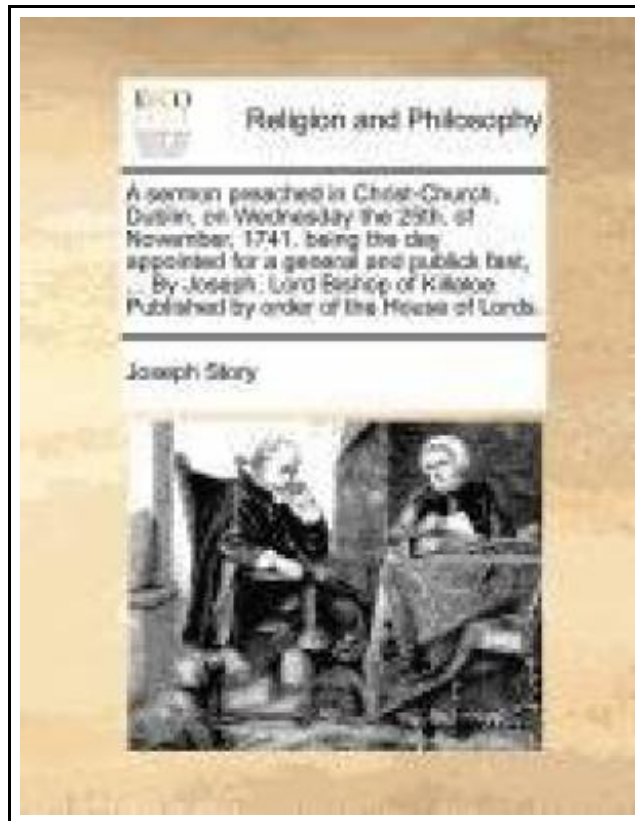 ECCO
Religion and Philosophy
A sermon preached in Christ-Church,
Dublin, on Wednesday the 25th. of
November, 1741. being the day
appointed for a general and publick fast,
... By Joseph, Lord Bishop of Killaloe.
Published by order of the House of Lords.
Joseph Story